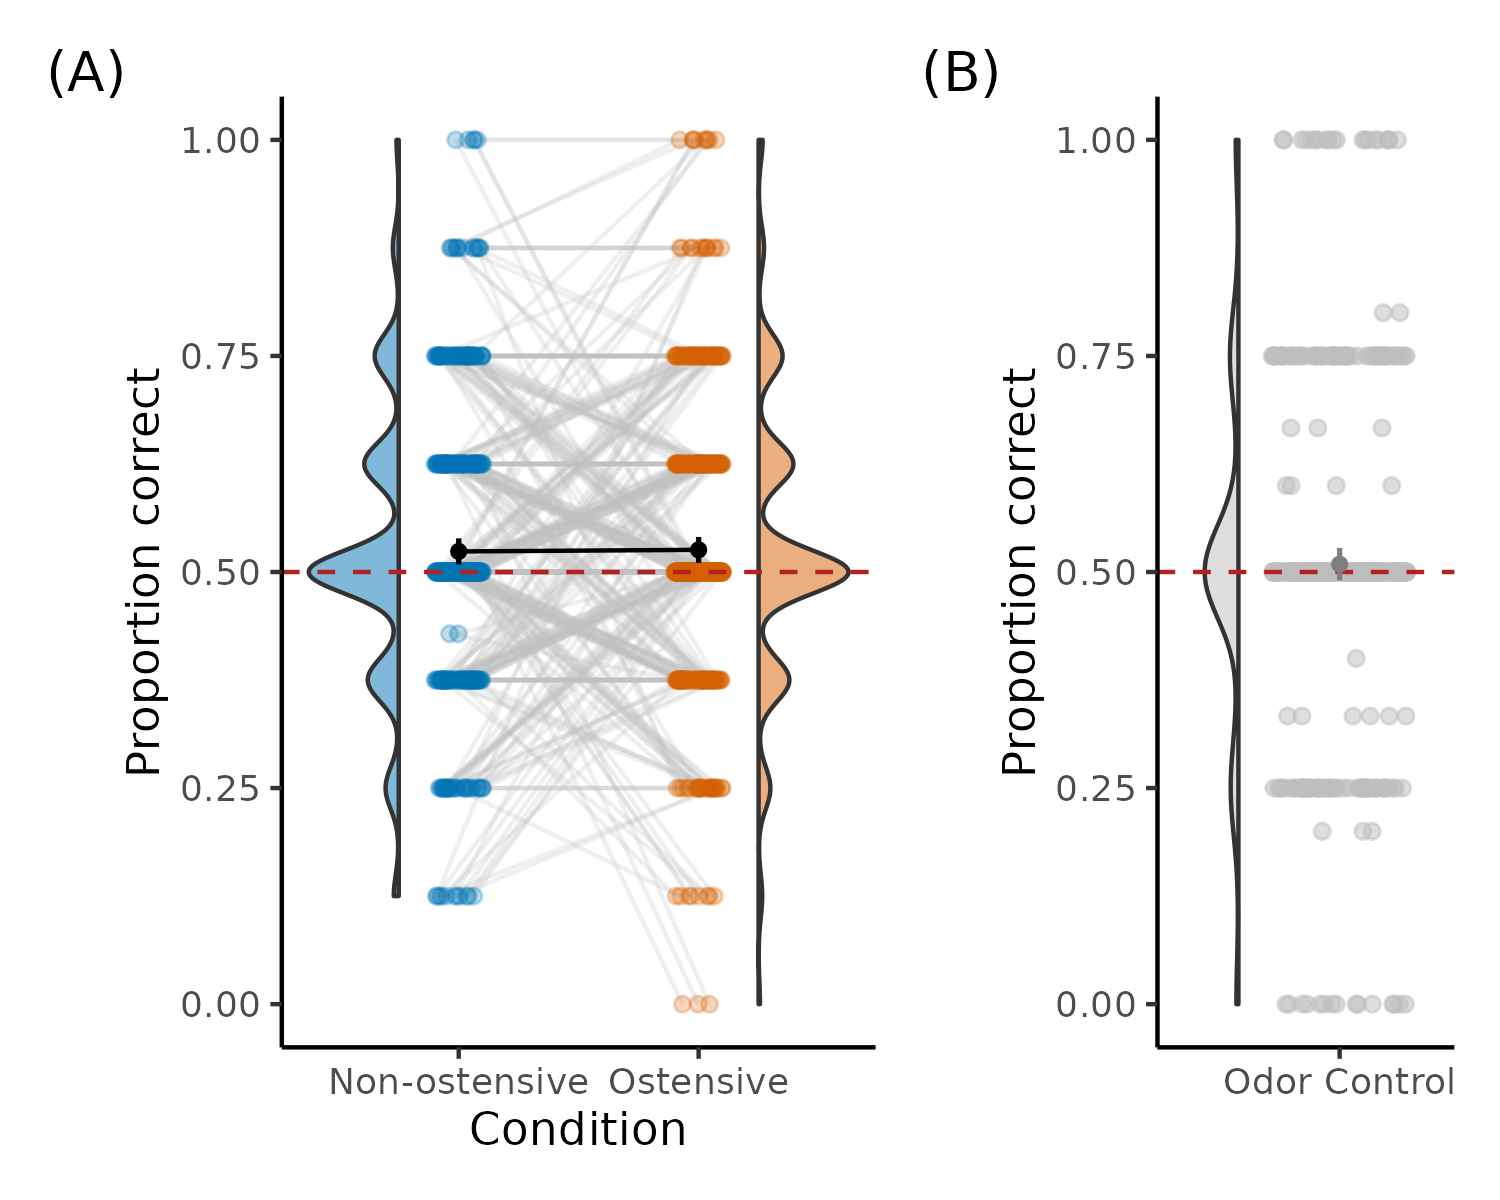 (A)
Proportion correct
1.00
0.75
0.50
0.25
0.00
Non-ostensive
Ostensive
Condition
(B)
Proportion correct
1.00
0.75
0.50
0.25
0.00
Odor Control